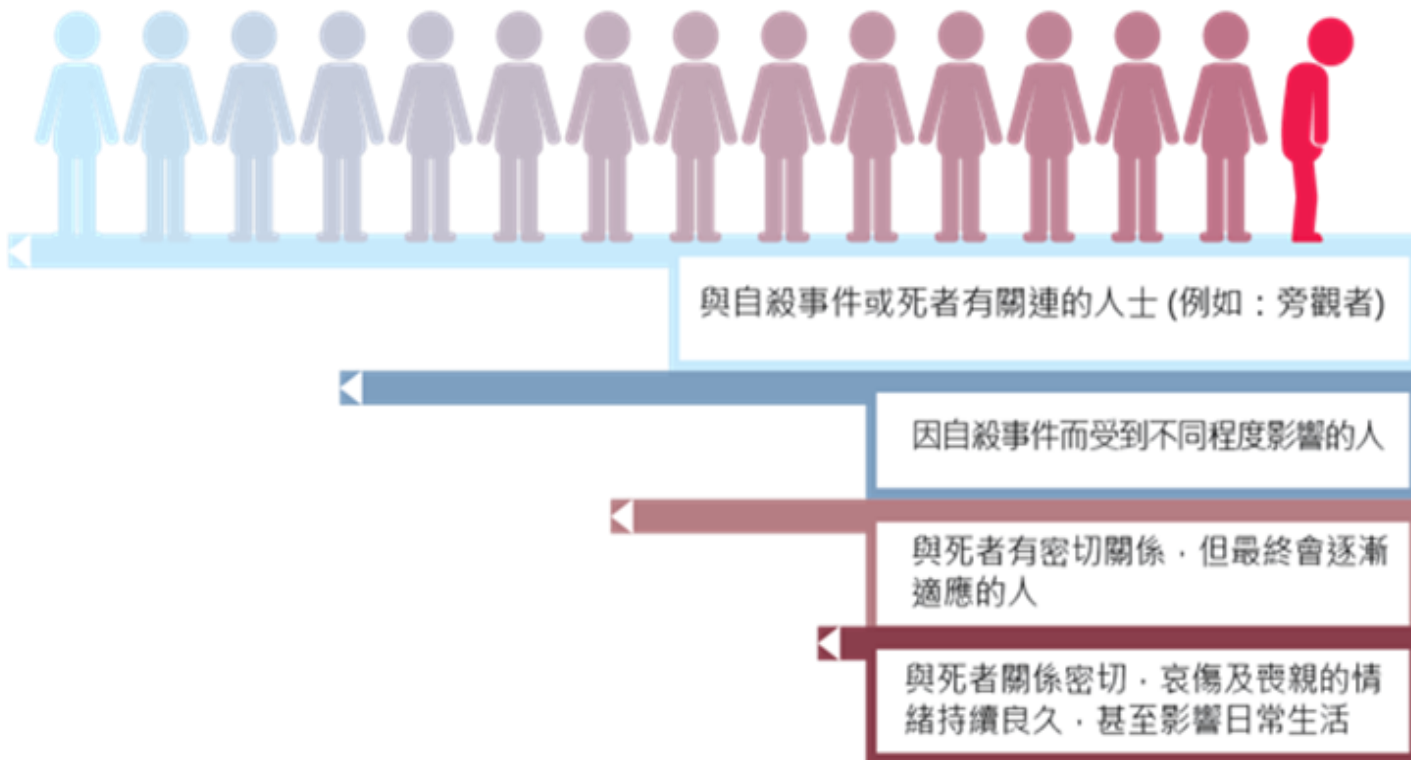 與自殺事件或死者有關連的人士 (例如：旁觀者)
因自殺事件而受到不同程度影響的人
與死者有密切關係，但最終會逐漸
適應的人
與死者關係密切，哀傷及喪親的情
緒持續良久，甚至影響日常生活